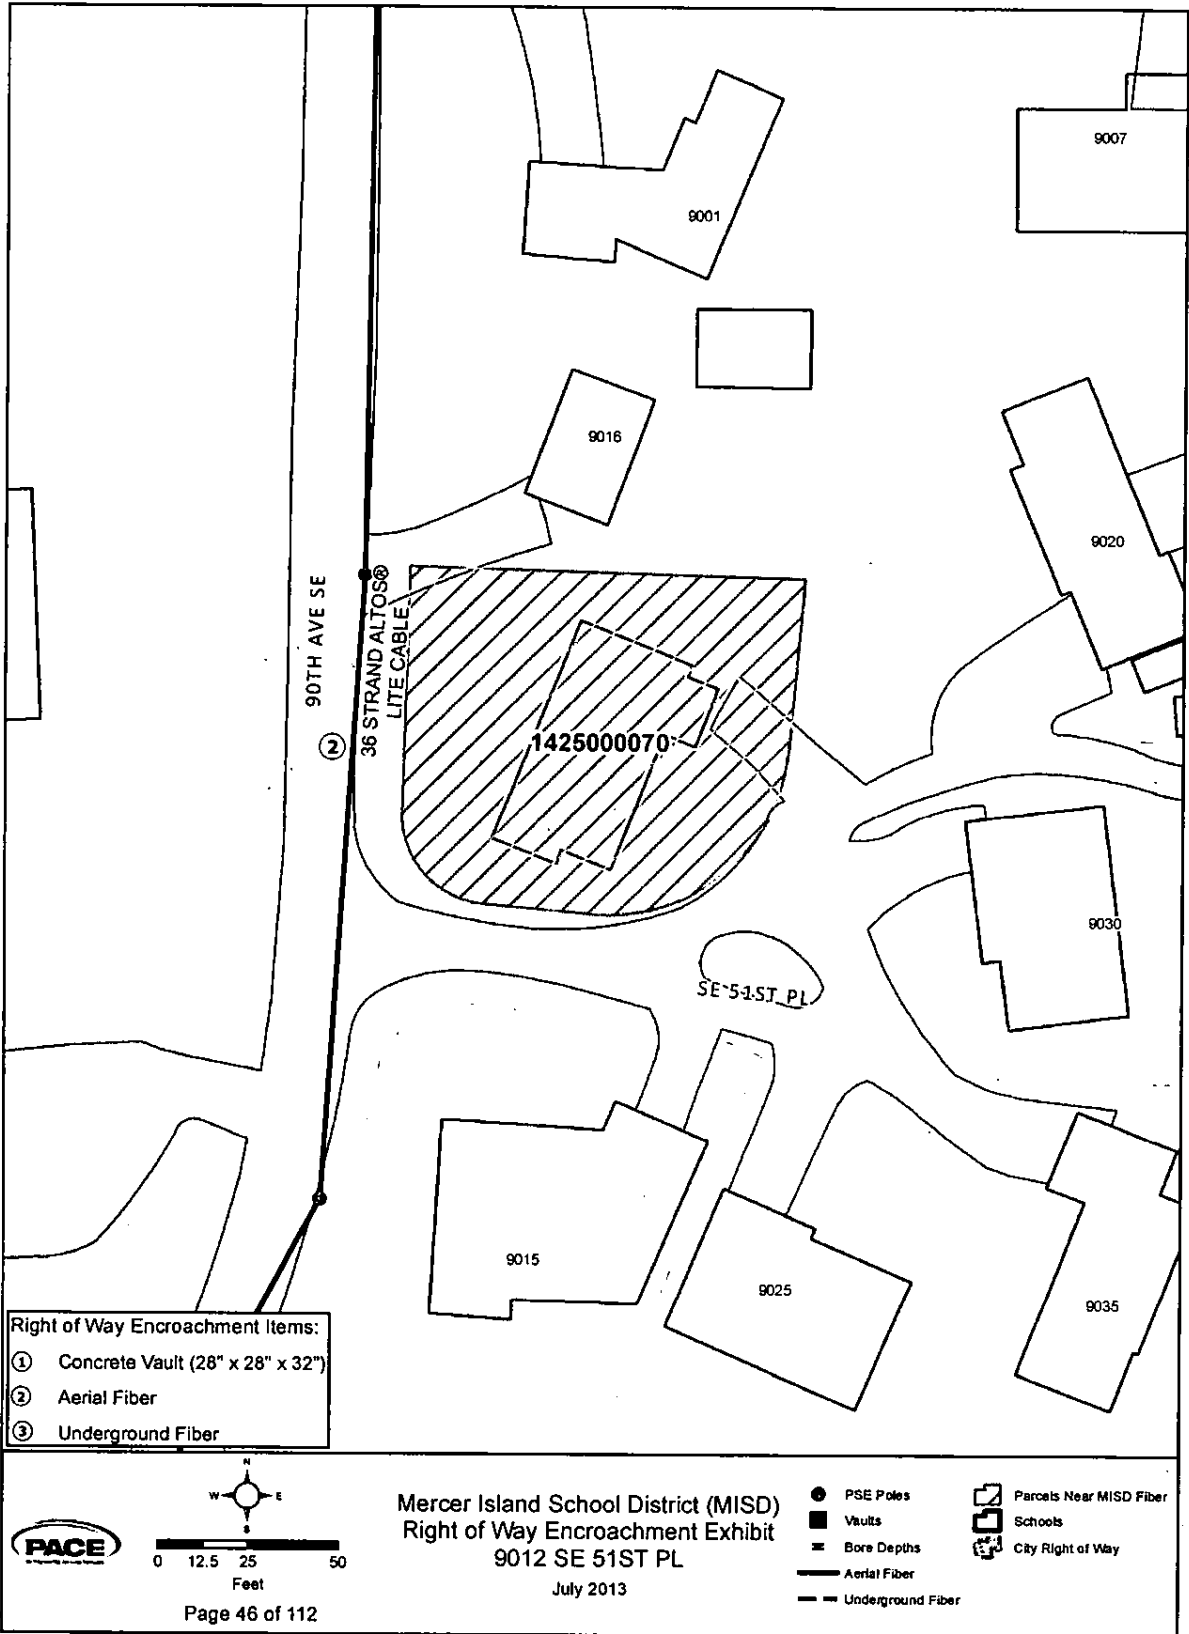 9007
9001
9016
9020
90TH AVE SE
36 STRAND ALTOS®
LITE CABLE
②
1425000070
9030
SE 51ST PL
9015
9025
9035
Right of Way Encroachment Items:
① Concrete Vault (28" x 28" x 32")
② Aerial Fiber
③ Underground Fiber
N
W E
S
PACE
0 12.5 25 50
Feet
Page 46 of 112
Mercer Island School District (MISD)
Right of Way Encroachment Exhibit
9012 SE 51ST PL
July 2013
PSE Poles
Vaults
Bore Depths
Aerial Fiber
Underground Fiber
Parcels Near MISD Fiber
Schools
City Right of Way